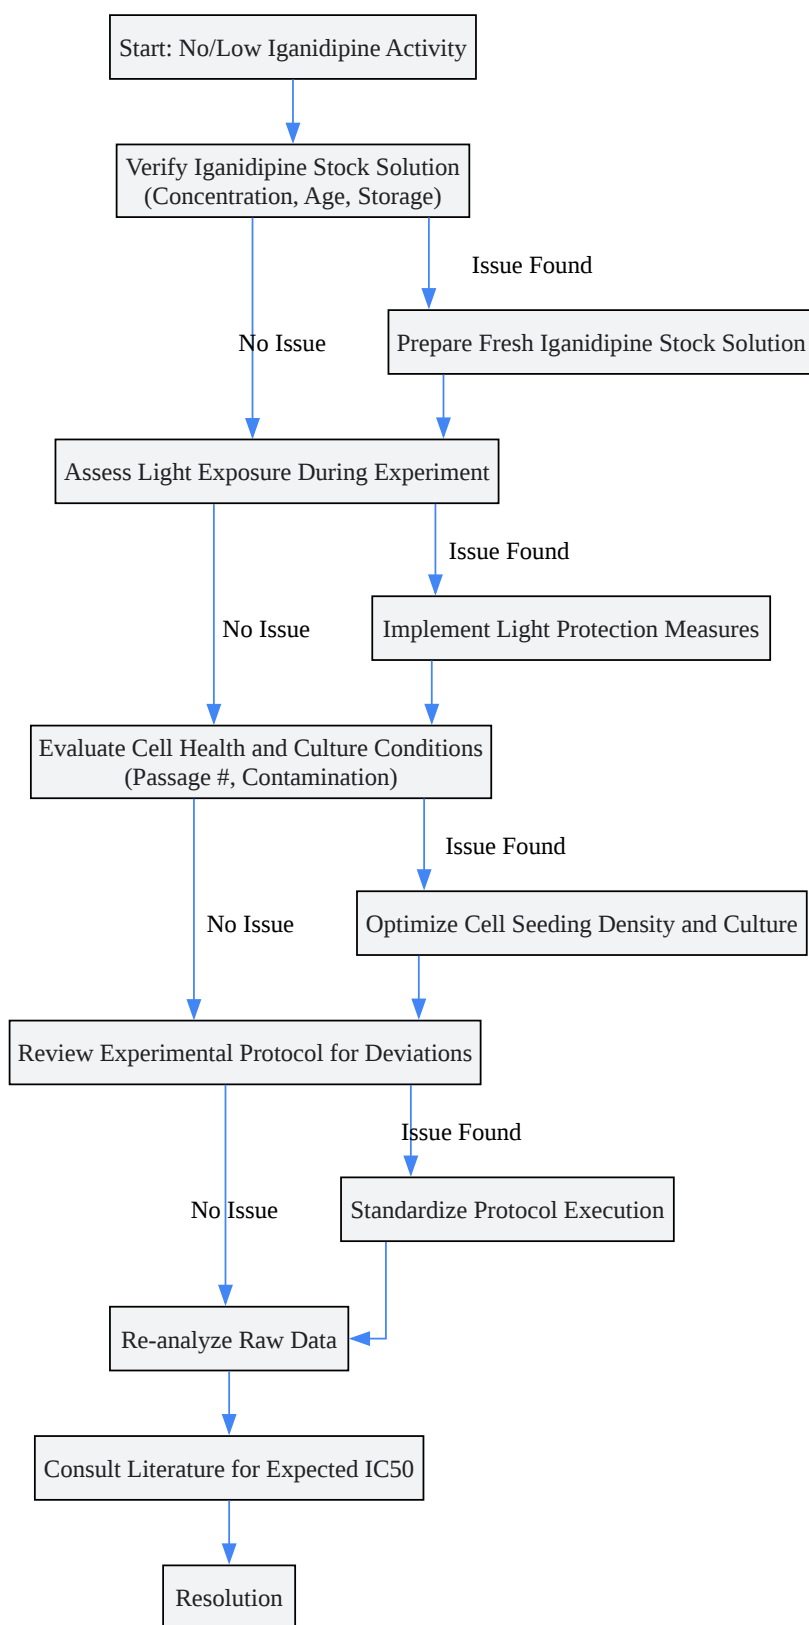 Start: No/Low Iganidipine Activity
Verify Iganidipine Stock Solution
(Concentration, Age, Storage)
Issue Found
No Issue
Prepare Fresh Iganidipine Stock Solution
Assess Light Exposure During Experiment
Issue Found
No Issue
Implement Light Protection Measures
Evaluate Cell Health and Culture Conditions
(Passage #, Contamination)
Issue Found
No Issue
Optimize Cell Seeding Density and Culture
Review Experimental Protocol for Deviations
Issue Found
No Issue
Standardize Protocol Execution
Re-analyze Raw Data
Consult Literature for Expected IC50
Resolution